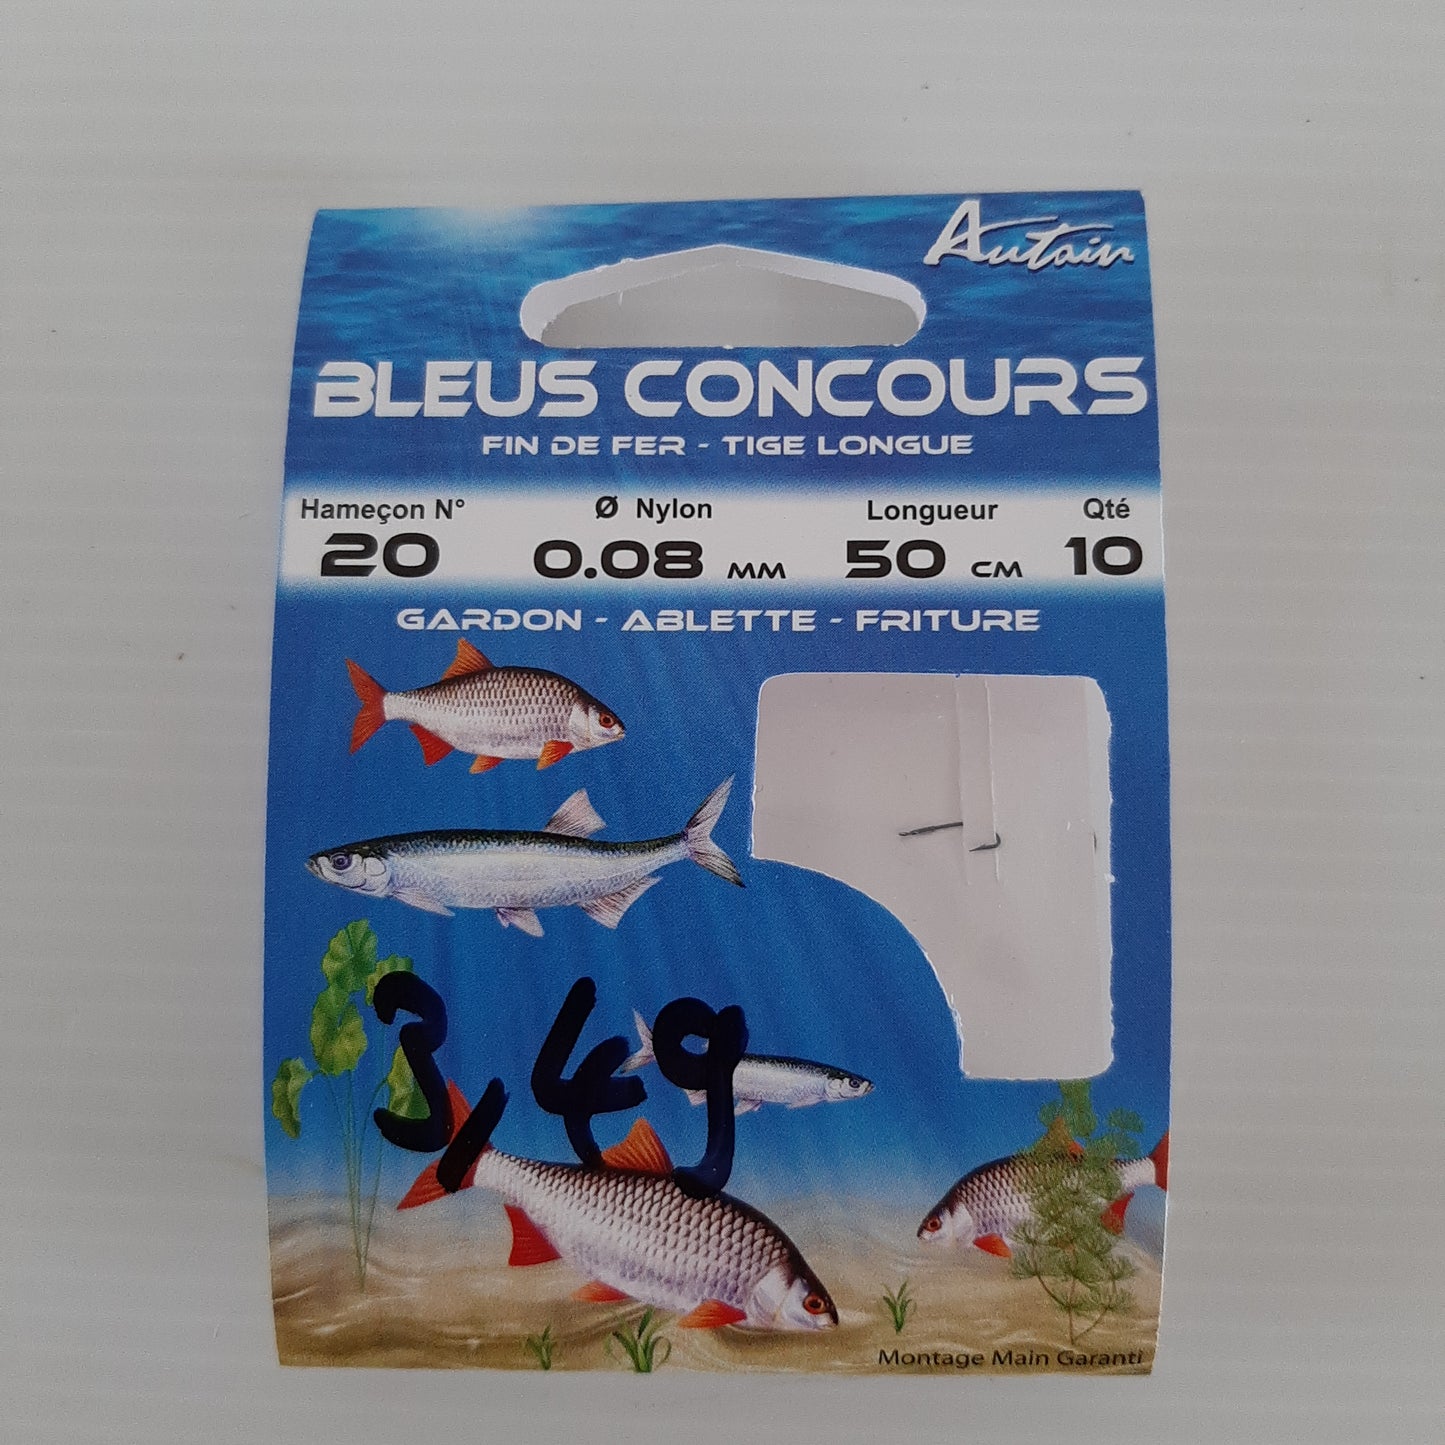 Autain
BLEUS CONCOURS
FIN DE FER - TIGE LONGUE
Hameçon N° Ø Nylon Longueur Qté
20 0.08 MM 50 CM 10
GARDON - ABLETTE - FRITURE
3,49
Montage Main Garanti